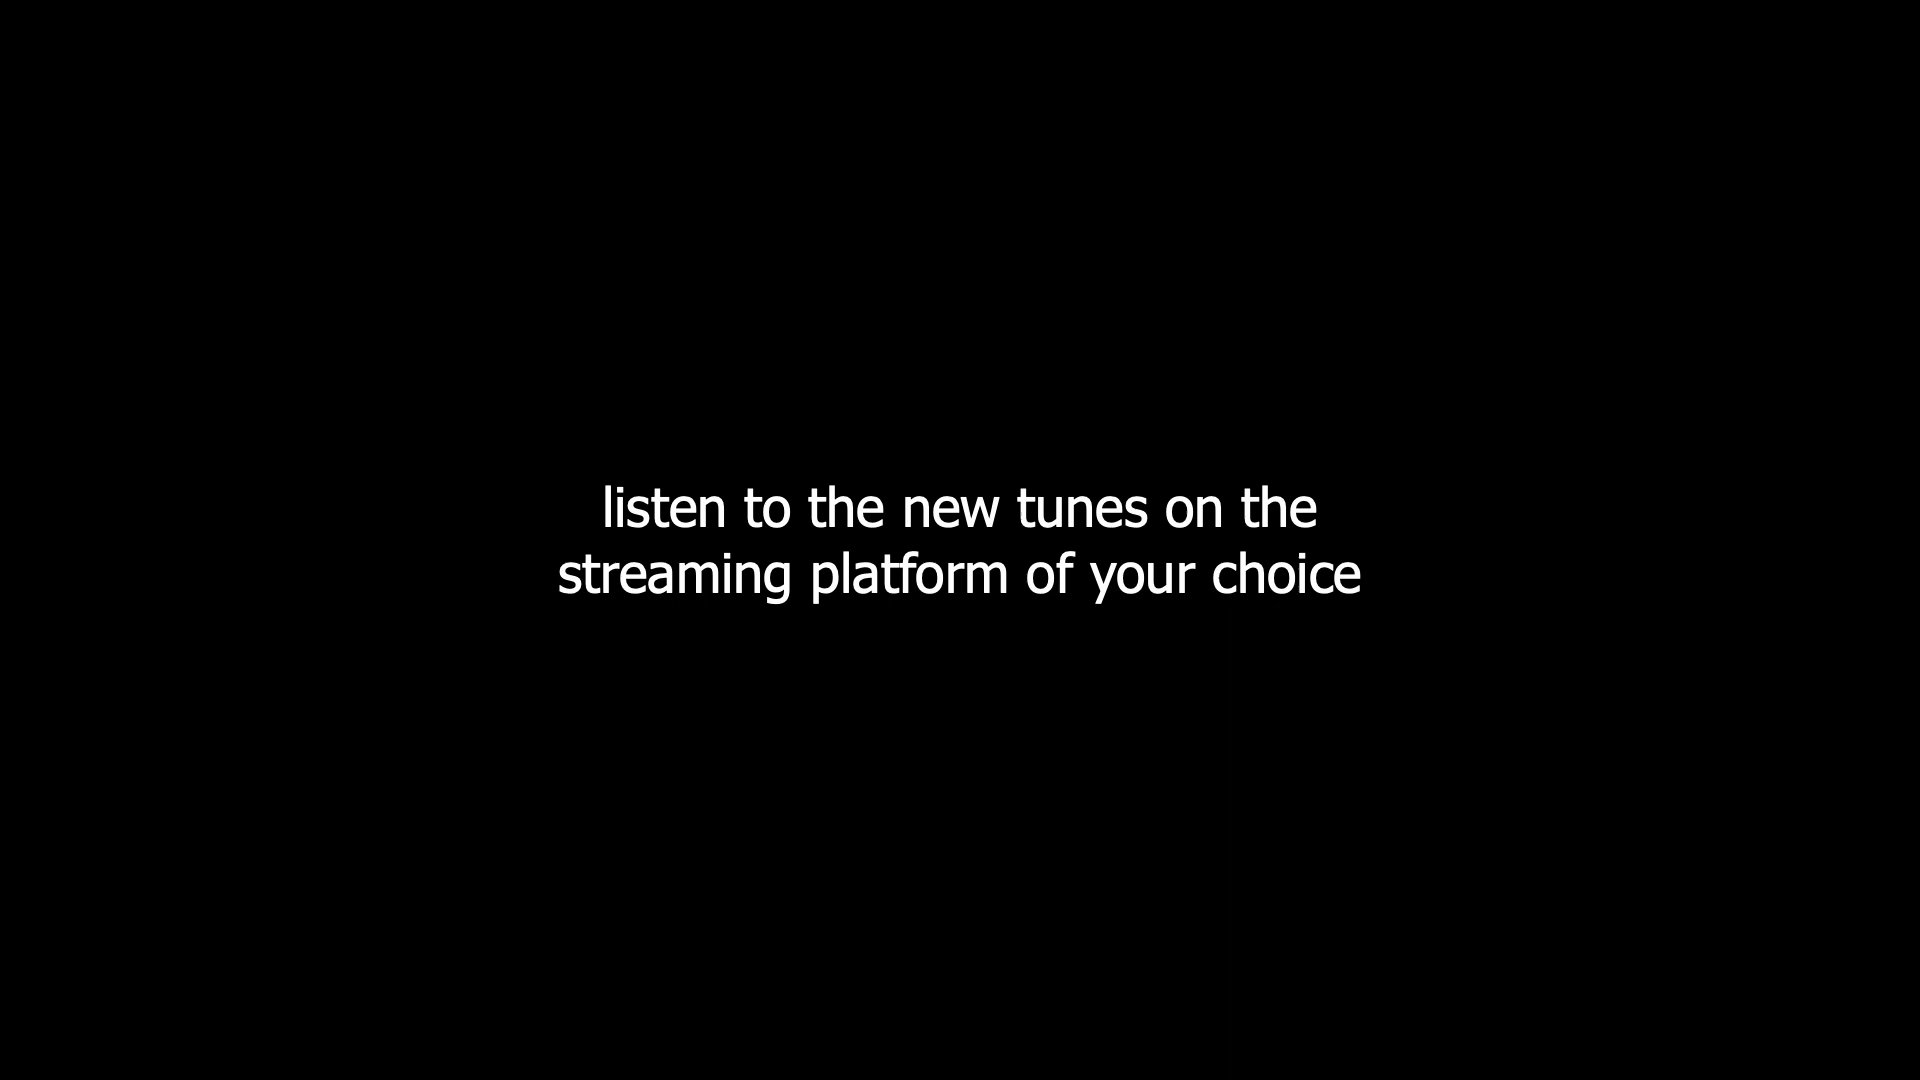 listen to the new tunes on the
streaming platform of your choice